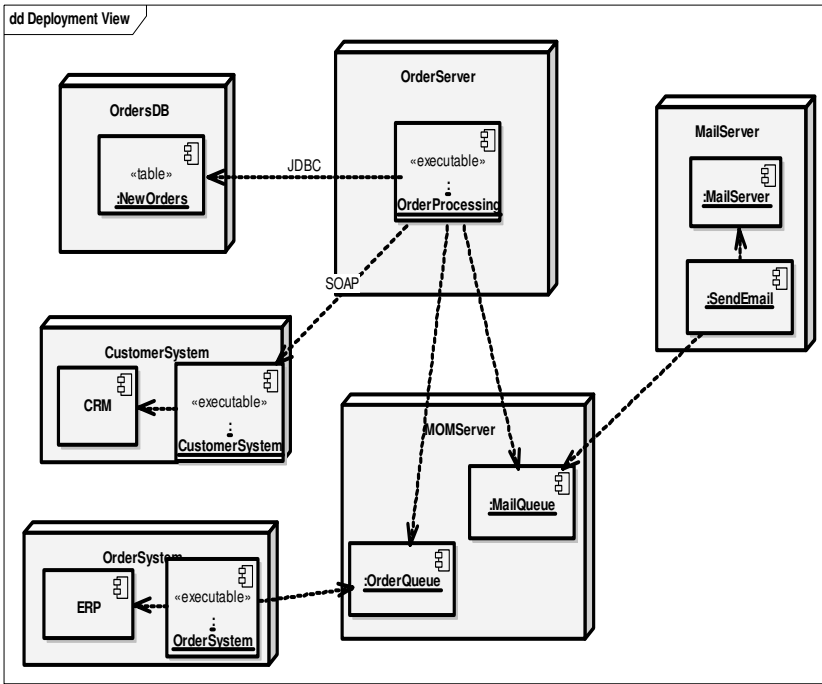 dd Deployment View
OrderServer
OrdersDB
MailServer
«table»
:NewOrders
JDBC
«executable»
:
OrderProcessing
:MailServer
:SendEmail
SOAP
CustomerSystem
CRM
«executable»
:
CustomerSystem
MOMServer
:MailQueue
OrderSystem
ERP
«executable»
:
OrderSystem
:OrderQueue